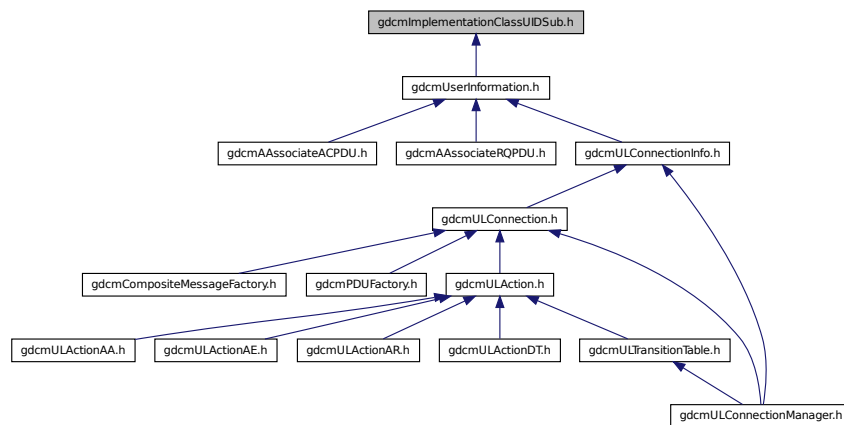 gdcmImplementationClassUIDSub.h
gdcmUserInformation.h
gdcmAAssociateACPDU.h
gdcmAAssociateRQPDU.h
gdcmULConnectionInfo.h
gdcmULConnection.h
gdcmCompositeMessageFactory.h
gdcmPDUFactory.h
gdcmULAction.h
gdcmULActionAA.h
gdcmULActionAE.h
gdcmULActionAR.h
gdcmULActionDT.h
gdcmULTransitionTable.h
gdcmULConnectionManager.h